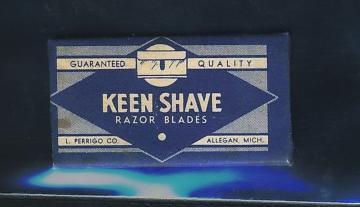 GUARANTEED QUALITY
KEEN SHAVE
RAZOR BLADES
L. PERRIGO CO. ALLEGAN, MICH.